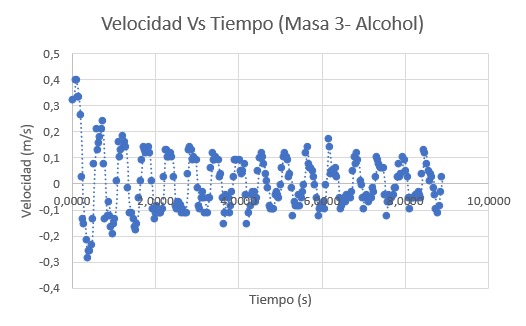 Velocidad Vs Tiempo (Masa 3- Alcohol)
Velocidad (m/s)
0,5
0,4
0,3
0,2
0,1
0
-0,1
-0,2
-0,3
-0,4
0,0000 2,0000 4,0000 6,0000 8,0000 10,0000
Tiempo (s)